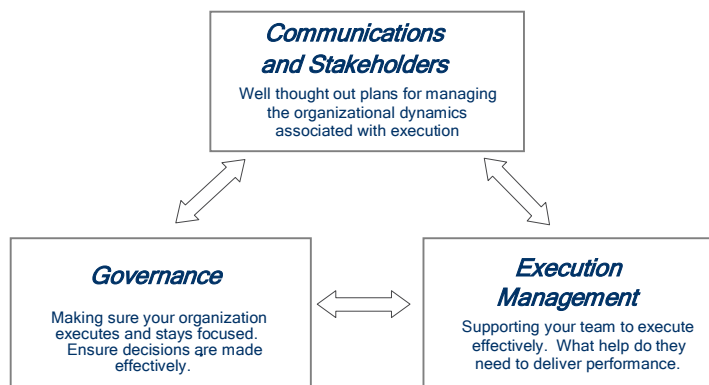 Communications
and Stakeholders
Well thought out plans for managing
the organizational dynamics
associated with execution
Governance
Making sure your organization
executes and stays focused.
Ensure decisions are made
effectively.
Execution
Management
Supporting your team to execute
effectively.  What help do they
need to deliver performance.